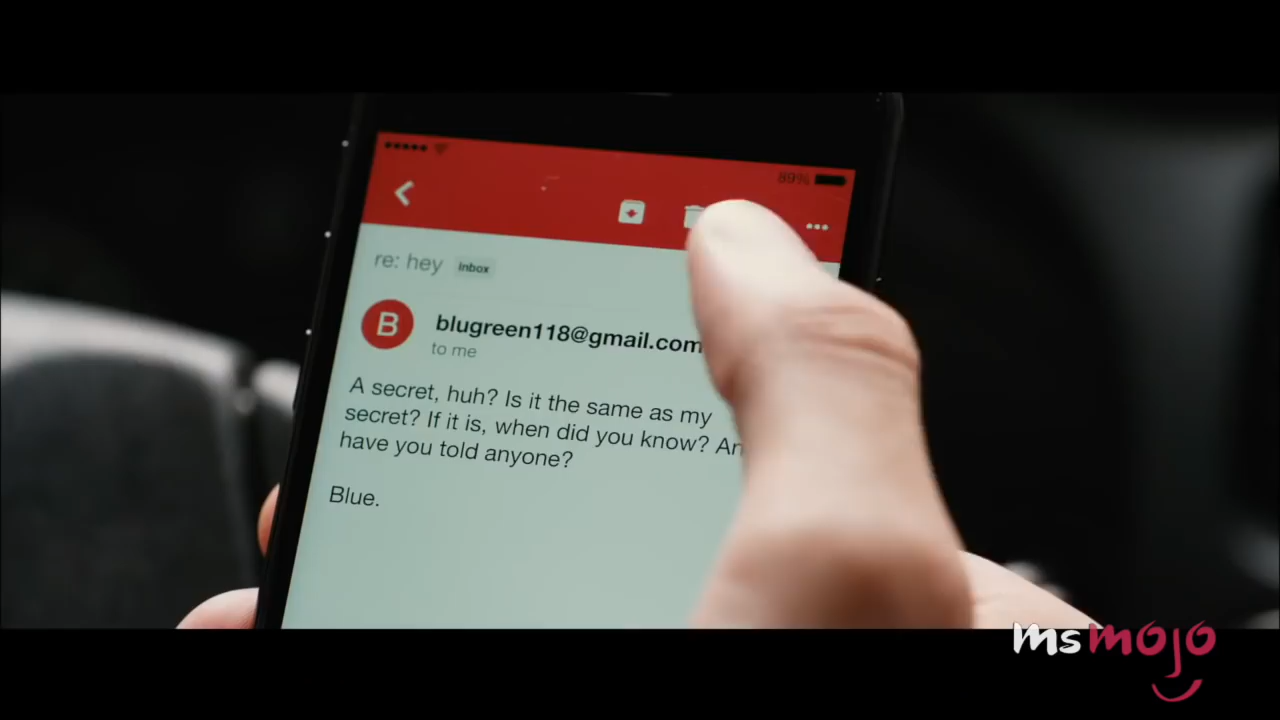 89%
re: hey Inbox
B
blugreen118@gmail.com
to me
A secret, huh? Is it the same as my
secret? If it is, when did you know? An
have you told anyone?
Blue.
msmojo